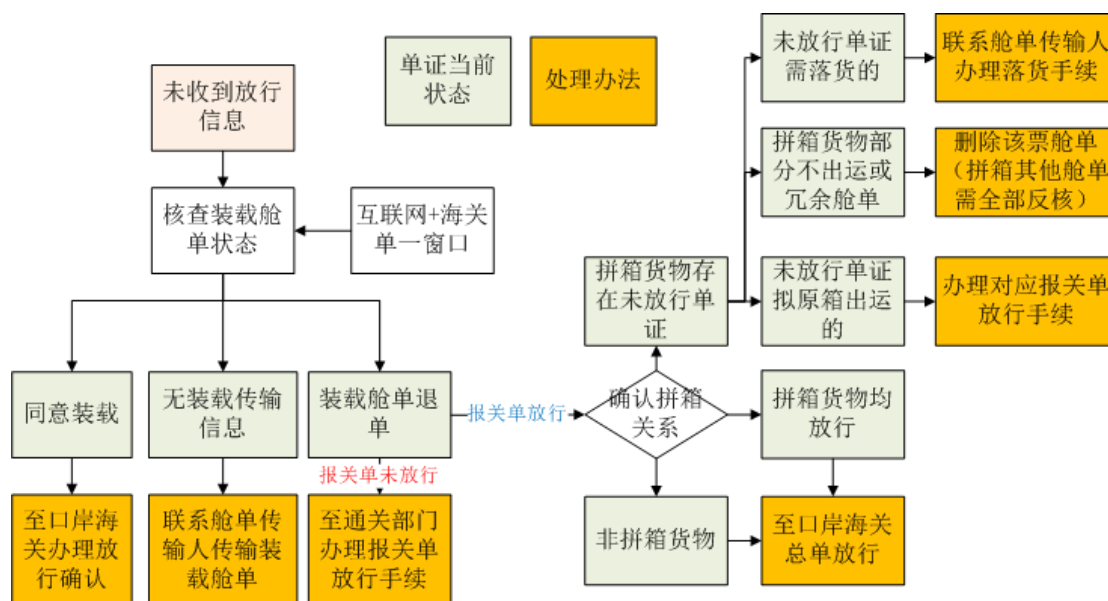 未收到放行
信息
单证当前
状态
处理办法
未放行单证
需落货的
联系舱单传输人
办理落货手续
拼箱货物部
分不出运或
冗余舱单
删除该票舱单
（拼箱其他舱单
需全部反核）
核查装载舱
单状态
互联网+海关
单一窗口
拼箱货物存
在未放行单
证
未放行单证
拟原箱出运
的
办理对应报关单
放行手续
同意装载
无装载传输
信息
装载舱单退
单
报关单放行
确认拼箱
关系
拼箱货物均
放行
报关单未放行
至口岸海
关办理放
行确认
联系舱单传
输人传输装
载舱单
至通关部门
办理报关单
放行手续
非拼箱货物
至口岸海关
总单放行